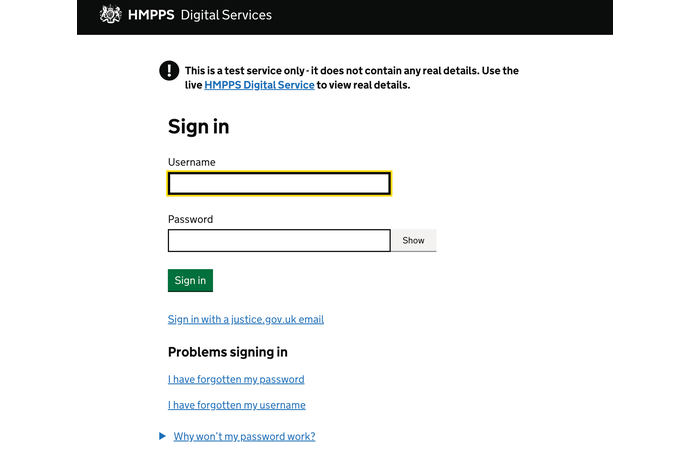 HMPPS Digital Services
This is a test service only - it does not contain any real details. Use the
live HMPPS Digital Service to view real details.
Sign in
Username
Password
Show
Sign in
Sign in with a justice.gov.uk email
Problems signing in
I have forgotten my password
I have forgotten my username
Why won't my password work?